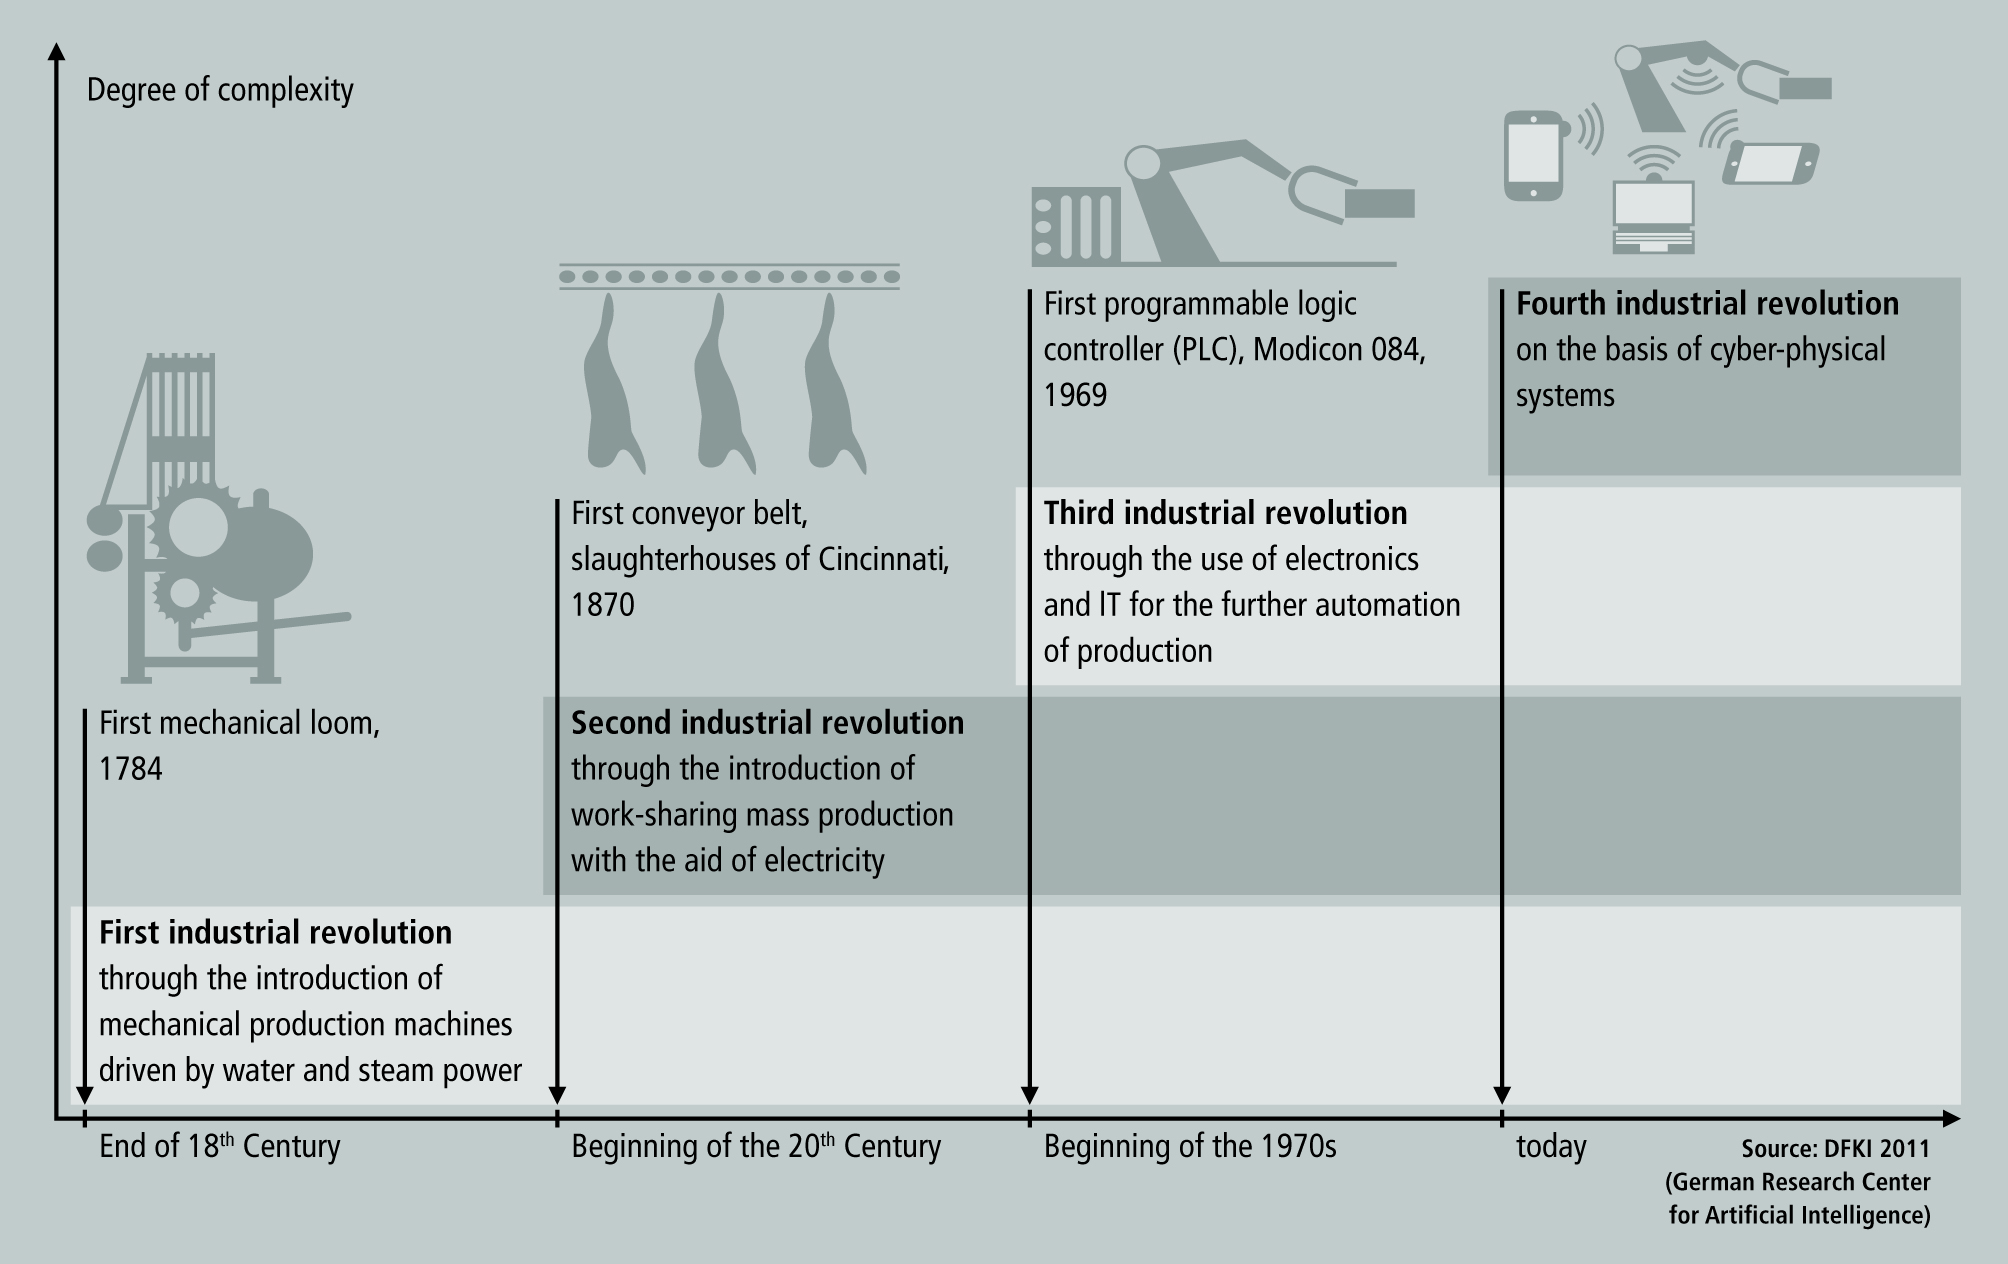 Degree of complexity
First mechanical loom,
1784
First industrial revolution
through the introduction of
mechanical production machines
driven by water and steam power
End of 18th Century
First conveyor belt,
slaughterhouses of Cincinnati,
1870
Second industrial revolution
through the introduction of
work-sharing mass production
with the aid of electricity
Beginning of the 20th Century
First programmable logic
controller (PLC), Modicon 084,
1969
Third industrial revolution
through the use of electronics
and lT for the further automation
of production
Beginning of the 1970s
Fourth industrial revolution
on the basis of cyber-physical
systems
today
Source: DFKI 2011
(German Research Center
for Artificial Intelligence)